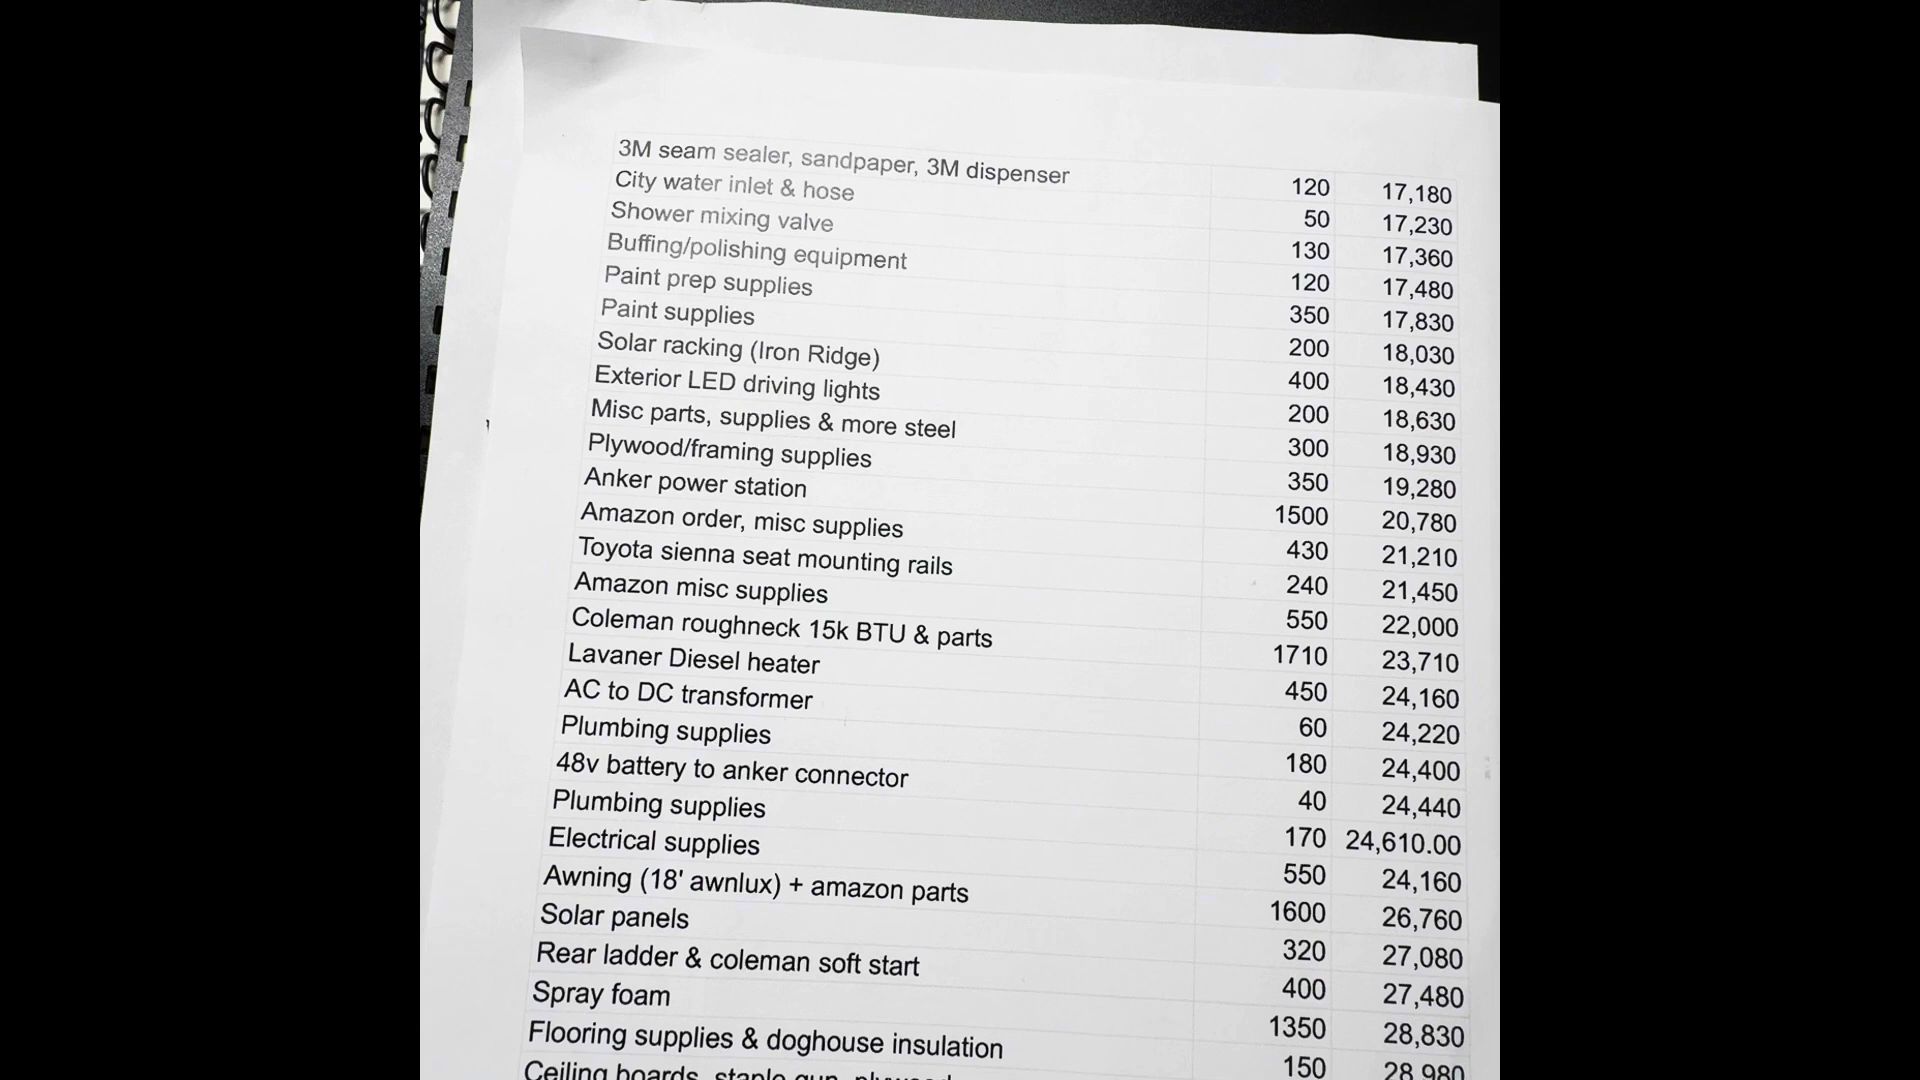 3M seam sealer, sandpaper, 3M dispenser 120 17,180
City water inlet & hose 50 17,230
Shower mixing valve 130 17,360
Buffing/polishing equipment 120 17,480
Paint prep supplies 350 17,830
Paint supplies 200 18,030
Solar racking (Iron Ridge) 400 18,430
Exterior LED driving lights 200 18,630
Misc parts, supplies & more steel 300 18,930
Plywood/framing supplies 350 19,280
Anker power station 1500 20,780
Amazon order, misc supplies 430 21,210
Toyota sienna seat mounting rails 240 21,450
Amazon misc supplies 550 22,000
Coleman roughneck 15k BTU & parts 1710 23,710
Lavaner Diesel heater 450 24,160
AC to DC transformer 60 24,220
Plumbing supplies 180 24,400
48v battery to anker connector 40 24,440
Plumbing supplies 170 24,610.00
Electrical supplies 550 24,160
Awning (18' awnlux) + amazon parts 1600 26,760
Solar panels 320 27,080
Rear ladder & coleman soft start 400 27,480
Spray foam 1350 28,830
Flooring supplies & doghouse insulation 150 28,980
Ceiling boards, staple gun, plywood